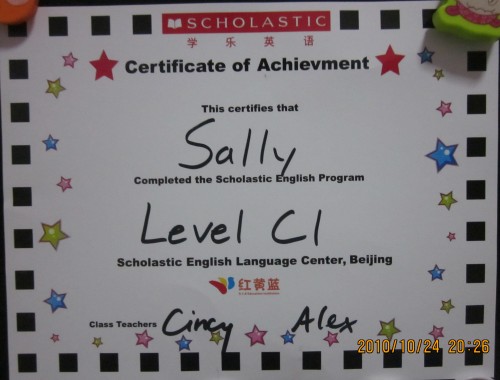 SCHOLASTIC
学乐英语
Certificate of Achievment
This certifies that
Sally
Completed the Scholastic English Program
Level C1
Scholastic English Language Center, Beijing
红黄蓝
Class Teachers Cincy Alex
2010/10/24 20:26